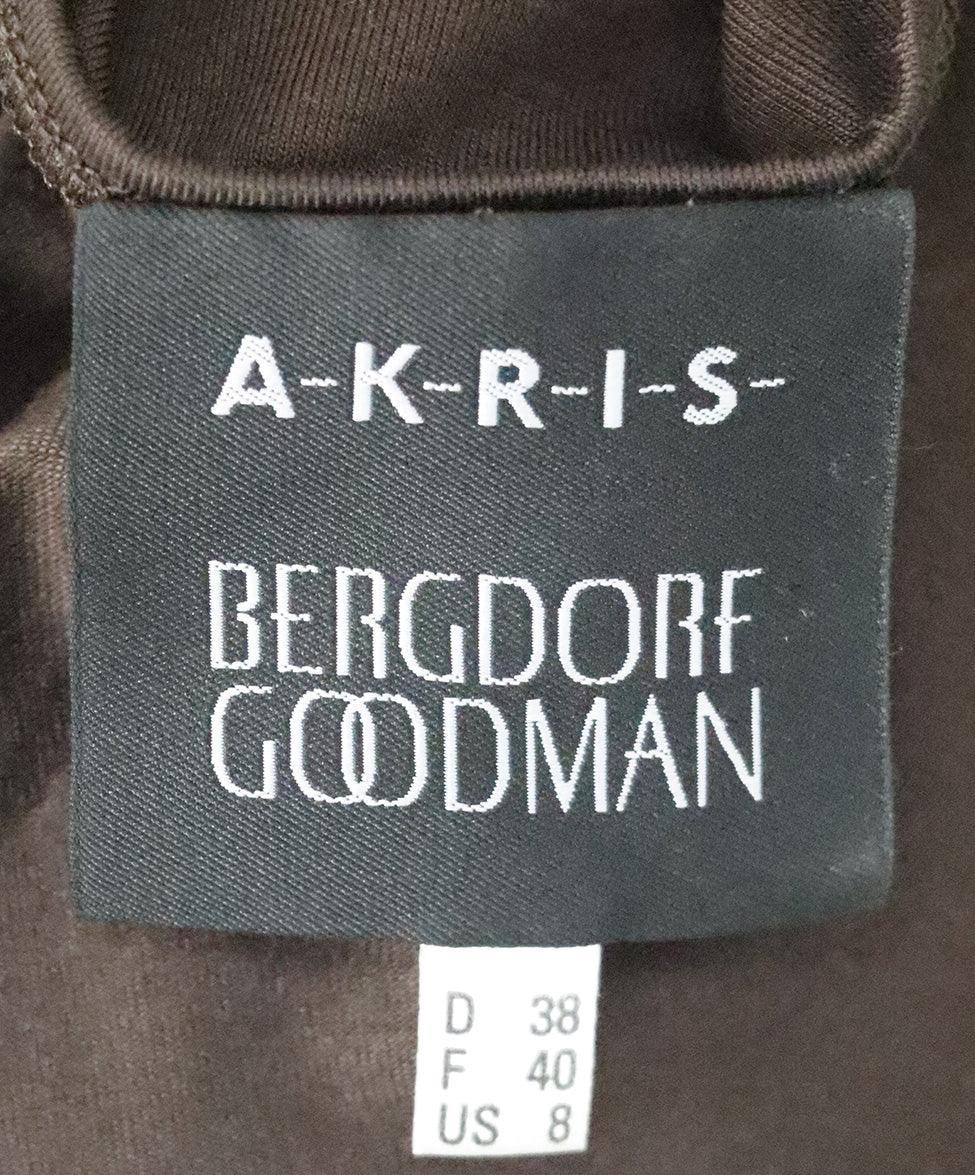 A-K-R-I-S-
BERGDORF
GOODMAN
D 38
F 40
US 8